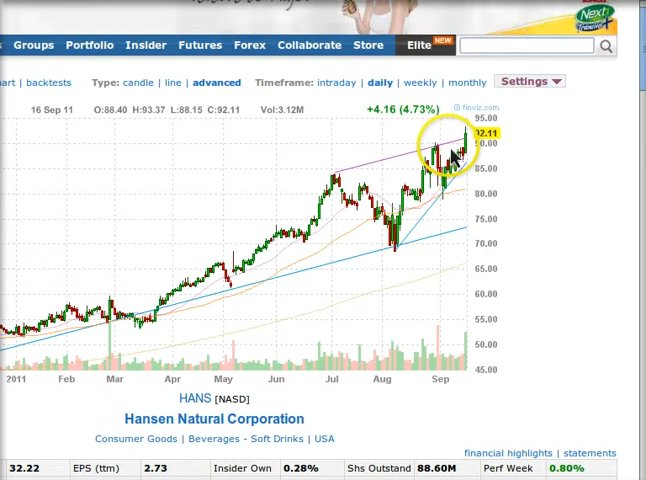 Next
Groups Portfolio Insider Futures Forex Collaborate Store Elite NEW
art | backtests Type: candle | line | advanced Timeframe: intraday | daily | weekly | monthly Settings
16 Sep 11 O:88.40 H:93.37 L:88.15 C:92.11 Vol:3.12M +4.16 (4.73%) © finviz.com
95.00
92.11
90.00
85.00
80.00
75.00
70.00
65.00
60.00
55.00
50.00
45.00
2011 Feb Mar Apr May Jun Jul Aug Sep
HANS [NASD]
Hansen Natural Corporation
Consumer Goods | Beverages - Soft Drinks | USA
financial highlights | statements
32.22 EPS (ttm) 2.73 Insider Own 0.28% Shs Outstand 88.60M Perf Week 0.80%